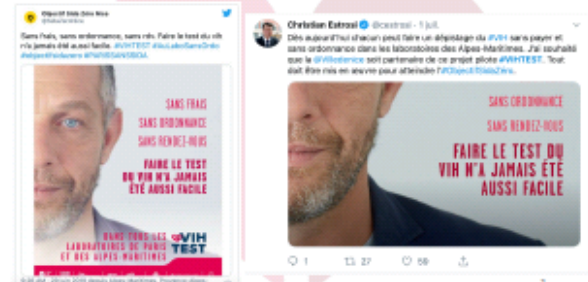 Objectif Sida Zéro Nice
Sans frais, sans ordonnance, sans rdv. Faire le test du vih
n'a jamais été aussi facile. #VIHTEST #AuLaboSansOrdo
#objectifsidazero #PARISSANSSIDA
SANS FRAIS
SANS ORDONNANCE
SANS RENDEZ-VOUS
FAIRE LE TEST
DU VIH N'A JAMAIS
ÉTÉ AUSSI FACILE
DANS TOUS LES
LABORATOIRES DE PARIS
ET DES ALPES-MARITIMES
VIH
TEST
Christian Estrosi @cestrosi · 1 juil.
Dès aujourd'hui chacun peut faire un dépistage du #VIH sans payer et
sans ordonnance dans les laboratoires des Alpes-Maritimes. J'ai souhaité
que la @Villedenice soit partenaire de ce projet pilote #VIHTEST. Tout
doit être mis en œuvre pour atteindre l'#ObjectifSidaZéro.
SANS ORDONNANCE
SANS RENDEZ-VOUS
FAIRE LE TEST DU
VIH N'A JAMAIS ÉTÉ
AUSSI FACILE
1 27 59